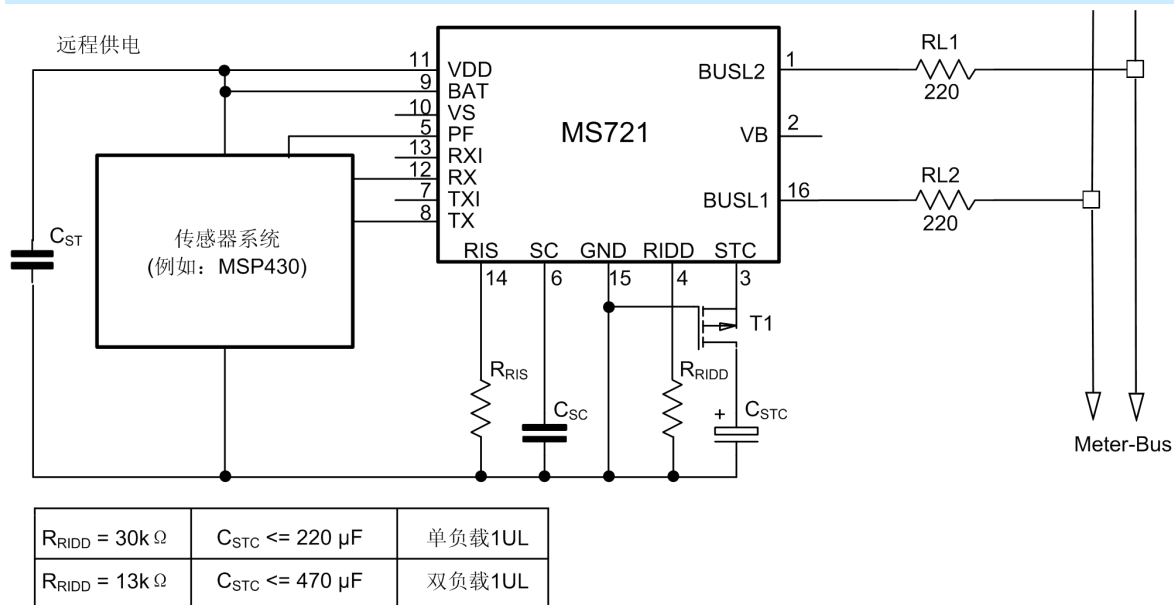 远程供电
11 VDD
9 BAT
10 VS
5 PF
13 RXI
12 RX
7 TXI
8 TX
MS721
BUSL2 1
VB 2
BUSL1 16
RL1
220
RL2
220
RIS SC GND RIDD STC
14 6 15 4 3
CST
传感器系统
(例如：MSP430)
T1
RRIS
CSC
RRIDD
+ CSTC
Meter-Bus
RRIDD = 30k Ω CSTC <= 220 µF 单负载1UL
RRIDD = 13k Ω CSTC <= 470 µF 双负载1UL